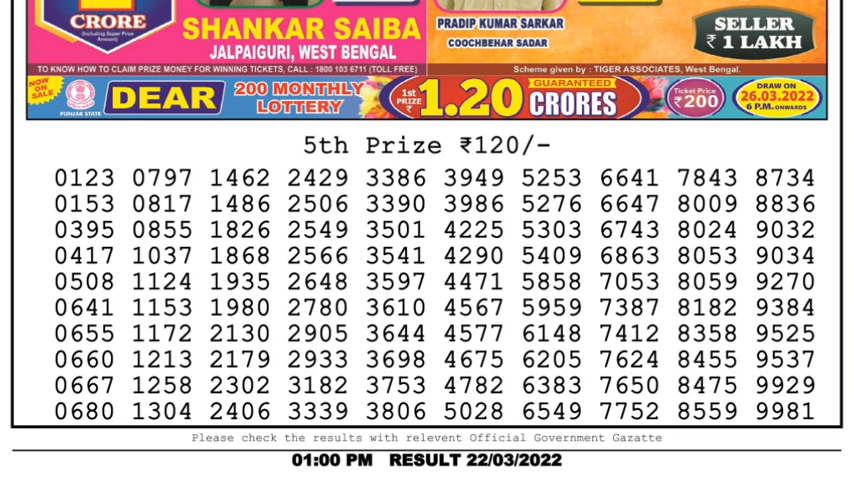 CRORE
(Including Super Prize Amount)
SHANKAR SAIBA
JALPAIGURI, WEST BENGAL
PRADIP KUMAR SARKAR
COOCHBEHAR SADAR
SELLER
₹ 1 LAKH
TO KNOW HOW TO CLAIM PRIZE MONEY FOR WINNING TICKETS, CALL : 1800 103 6711 (TOLL FREE)
Scheme given by : TIGER ASSOCIATES, West Bengal.
NOW ON SALE
PUNJAB STATE
DEAR
200 MONTHLY
LOTTERY
1st PRIZE ₹
1.20
GUARANTEED
CRORES
Ticket Price
₹200
DRAW ON
26.03.2022
6 P.M. ONWARDS
5th Prize ₹120/-
0123 0797 1462 2429 3386 3949 5253 6641 7843 8734
0153 0817 1486 2506 3390 3986 5276 6647 8009 8836
0395 0855 1826 2549 3501 4225 5303 6743 8024 9032
0417 1037 1868 2566 3541 4290 5409 6863 8053 9034
0508 1124 1935 2648 3597 4471 5858 7053 8059 9270
0641 1153 1980 2780 3610 4567 5959 7387 8182 9384
0655 1172 2130 2905 3644 4577 6148 7412 8358 9525
0660 1213 2179 2933 3698 4675 6205 7624 8455 9537
0667 1258 2302 3182 3753 4782 6383 7650 8475 9929
0680 1304 2406 3339 3806 5028 6549 7752 8559 9981
Please check the results with relevent Official Government Gazatte
01:00 PM RESULT 22/03/2022